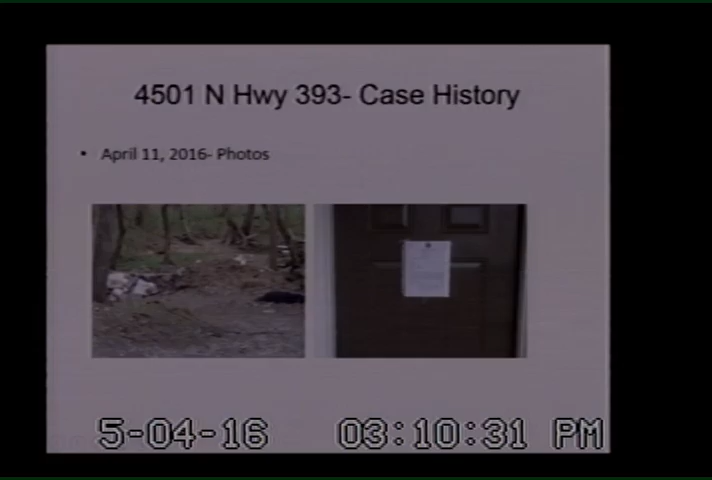 4501 N Hwy 393- Case History
• April 11, 2016- Photos
5-04-16 03:10:31 PM